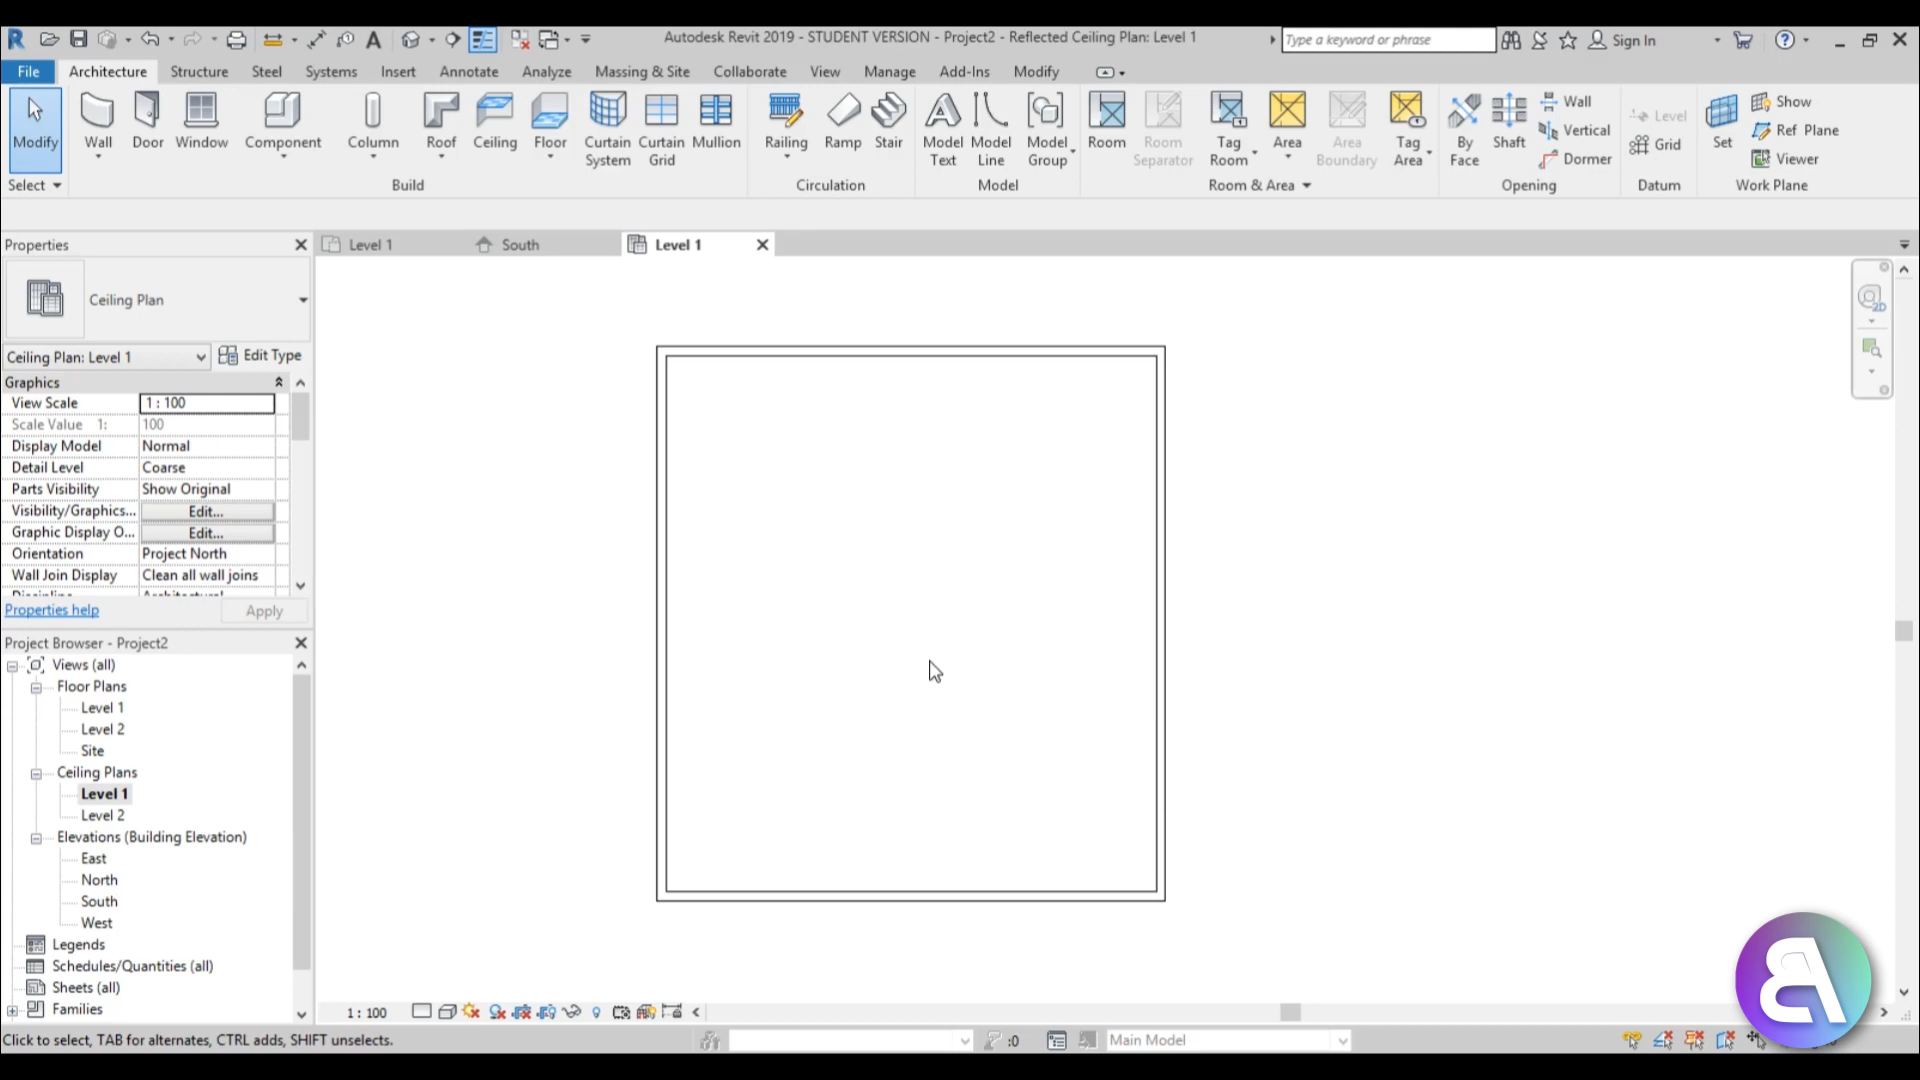 Autodesk Revit 2019 - STUDENT VERSION - Project2 - Reflected Ceiling Plan: Level 1
Type a keyword or phrase
Sign In
File Architecture Structure Steel Systems Insert Annotate Analyze Massing & Site Collaborate View Manage Add-Ins Modify
Modify
Wall Door Window Component Column Roof Ceiling Floor Curtain System Curtain Grid Mullion
Railing Ramp Stair
Model Text Model Line Model Group
Room Room Separator Tag Room Area Area Boundary Tag Area
By Face Shaft Wall Vertical Dormer
Level Grid
Set Show Ref Plane Viewer
Select Build Circulation Model Room & Area Opening Datum Work Plane
Properties
Level 1 South Level 1
Ceiling Plan
Ceiling Plan: Level 1 Edit Type
Graphics
View Scale 1 : 100
Scale Value 1: 100
Display Model Normal
Detail Level Coarse
Parts Visibility Show Original
Visibility/Graphics... Edit...
Graphic Display O... Edit...
Orientation Project North
Wall Join Display Clean all wall joins
Discipline Architectural
Properties help Apply
Project Browser - Project2
Views (all)
Floor Plans
Level 1
Level 2
Site
Ceiling Plans
Level 1
Level 2
Elevations (Building Elevation)
East
North
South
West
Legends
Schedules/Quantities (all)
Sheets (all)
Families
1 : 100
Click to select, TAB for alternates, CTRL adds, SHIFT unselects.
:0
Main Model